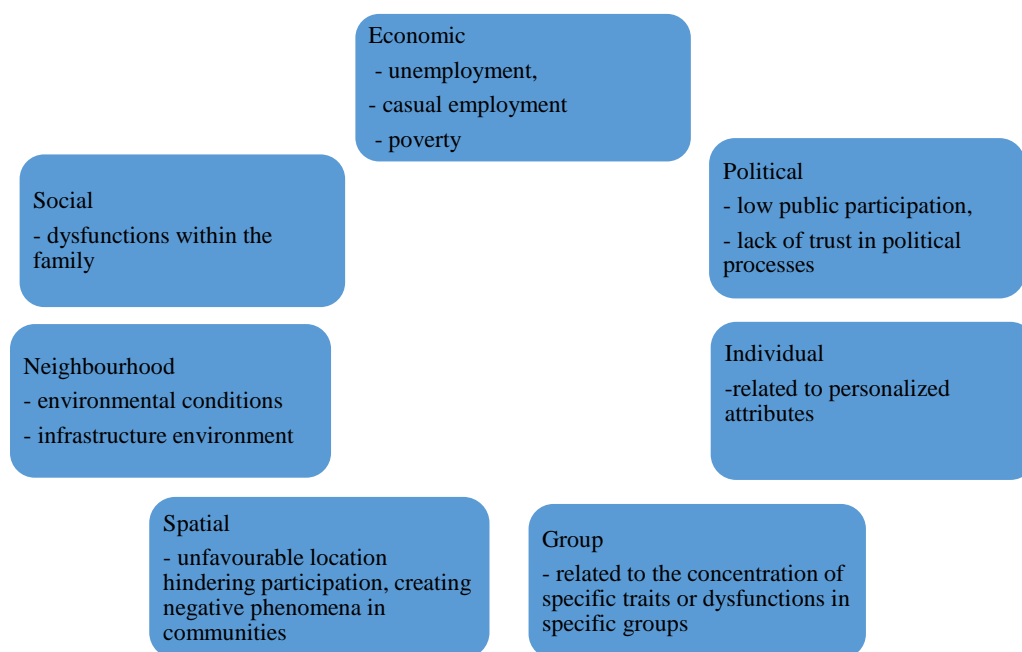 Economic
- unemployment,
- casual employment
- poverty
Political
- low public participation,
- lack of trust in political
processes
Individual
-related to personalized
attributes
Group
- related to the concentration of
specific traits or dysfunctions in
specific groups
Spatial
- unfavourable location
hindering participation, creating
negative phenomena in
communities
Neighbourhood
- environmental conditions
- infrastructure environment
Social
- dysfunctions within the
family